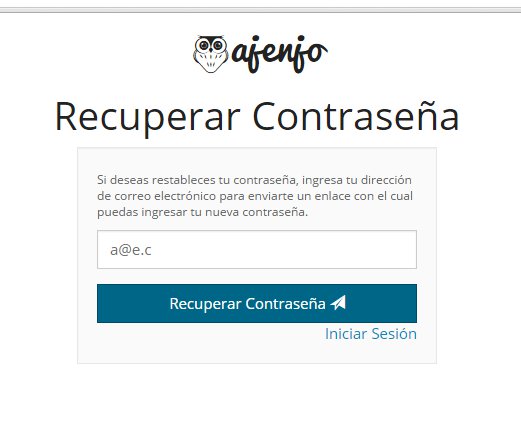 ajenjo
Recuperar Contraseña
Si deseas restableces tu contraseña, ingresa tu dirección
de correo electrónico para enviarte un enlace con el cual
puedas ingresar tu nueva contraseña.
a@e.c
Recuperar Contraseña
Iniciar Sesión